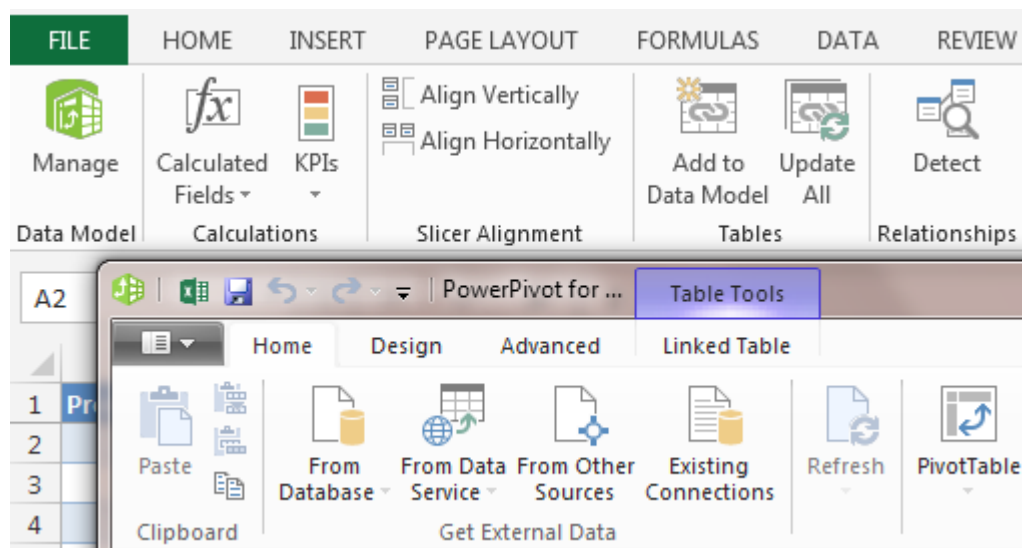 FILE HOME INSERT PAGE LAYOUT FORMULAS DATA REVIEW
fx Align Vertically
Align Horizontally
Manage Calculated Fields KPIs Add to Data Model Update All Detect
Data Model Calculations Slicer Alignment Tables Relationships
A2 PowerPivot for ... Table Tools
Home Design Advanced Linked Table
1
2
3
4
Paste From Database From Data Service From Other Sources Existing Connections Refresh PivotTable
Clipboard Get External Data